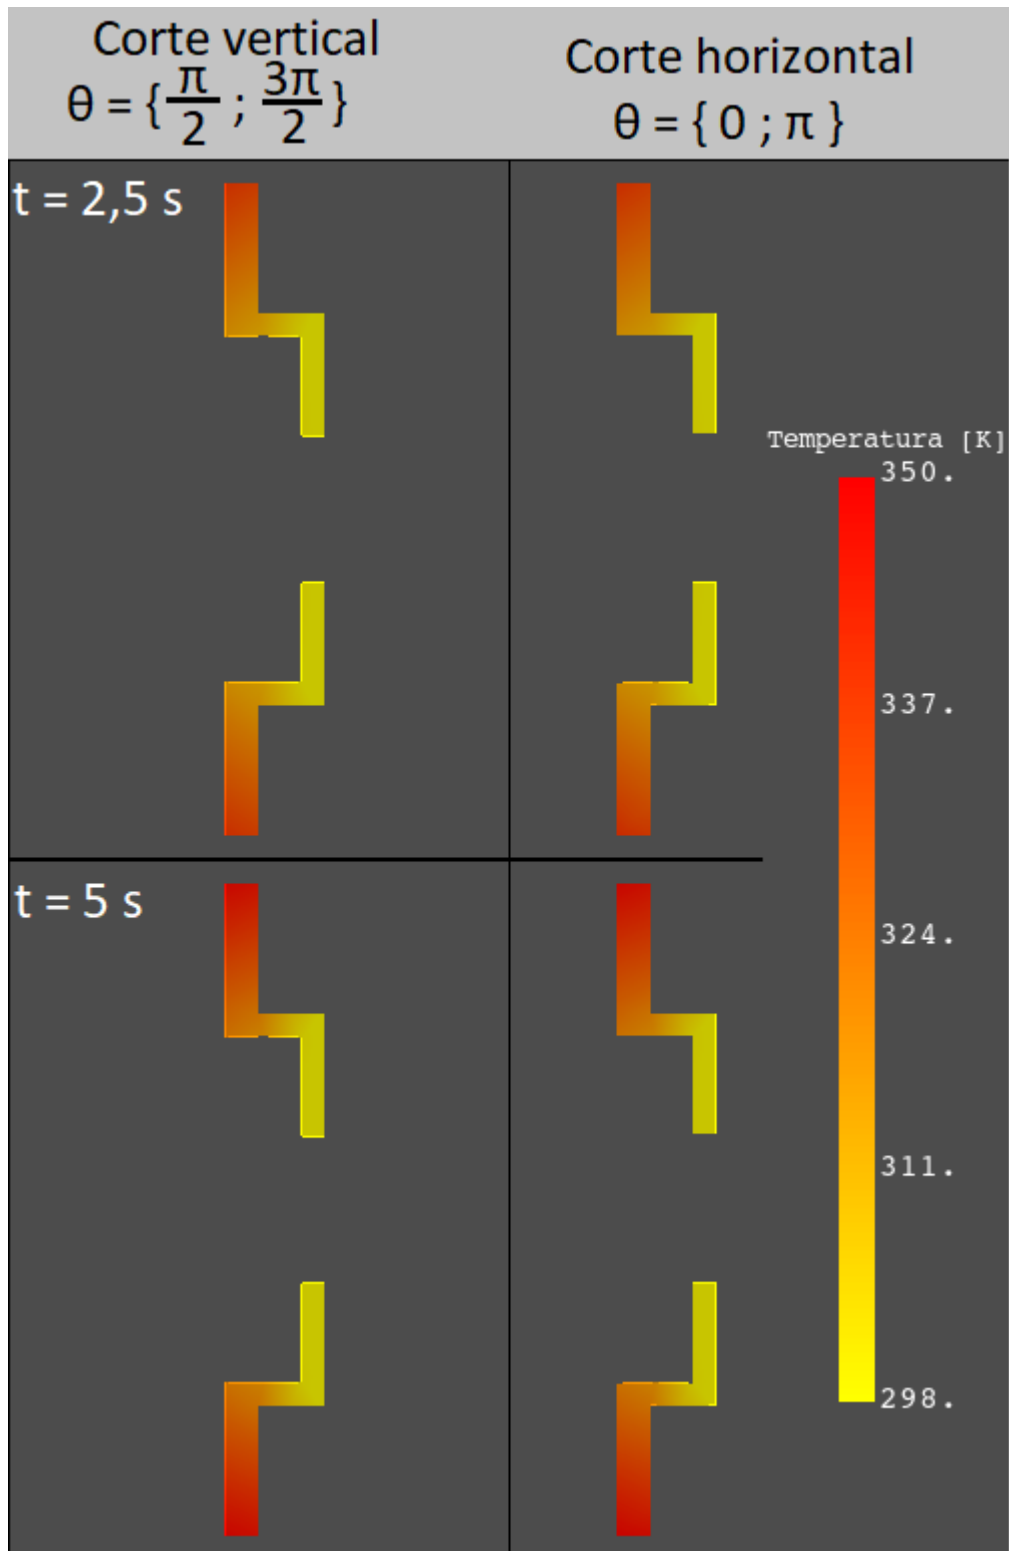 Corte vertical
θ = {π/2 ; 3π/2}
Corte horizontal
θ = { 0 ; π }
t = 2,5 s
Temperatura [K]
350.
337.
324.
311.
298.
t = 5 s